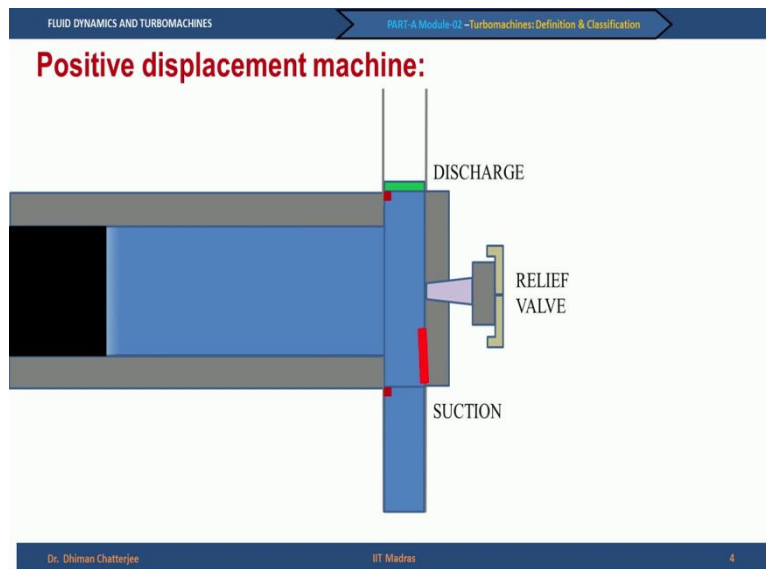 FLUID DYNAMICS AND TURBOMACHINES
PART-A Module-02 –Turbomachines: Definition & Classification
Positive displacement machine:
DISCHARGE
RELIEF
VALVE
SUCTION
Dr. Dhiman Chatterjee
IIT Madras
4